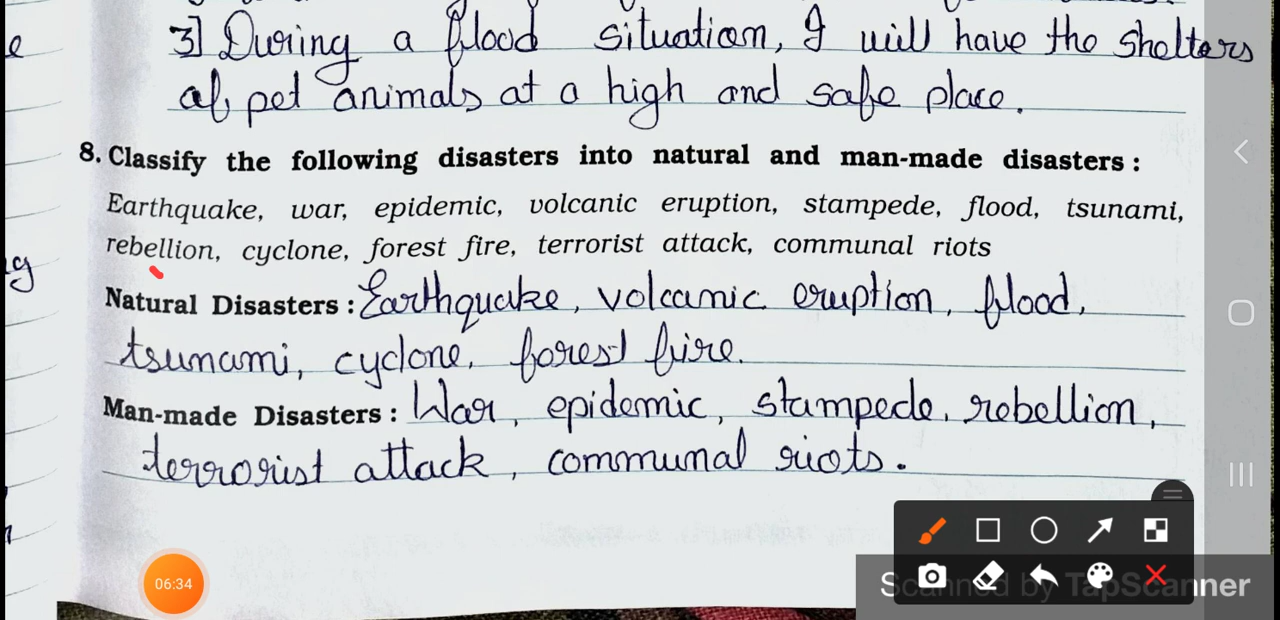 e
3] During a flood situation, I will have the shelters
of pet animals at a high and safe place.
8. Classify the following disasters into natural and man-made disasters :
Earthquake, war, epidemic, volcanic eruption, stampede, flood, tsunami,
rebellion, cyclone, forest fire, terrorist attack, communal riots
g
Natural Disasters : Earthquake, volcanic eruption, flood,
tsunami, cyclone, forest fire.
Man-made Disasters : War, epidemic, stampede, rebellion,
terrorist attack, communal riots.
06:34
Scanned by TapScanner